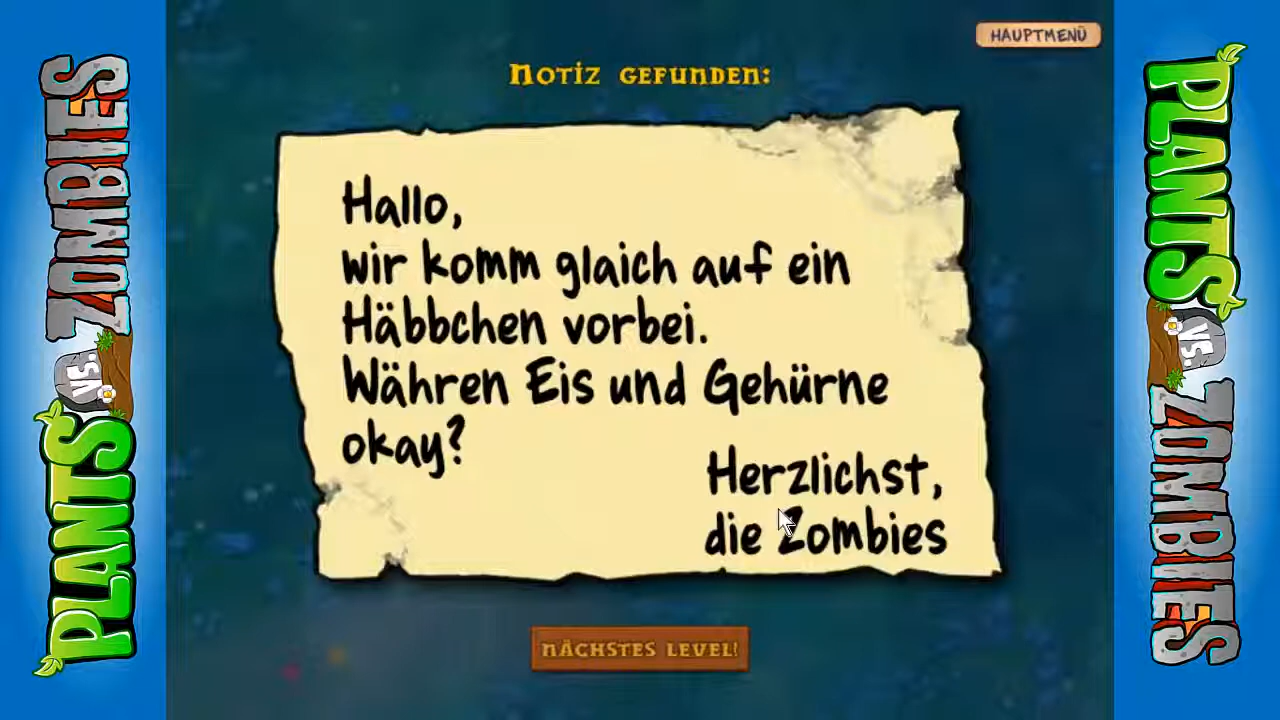 HAUPTMENÜ
NOTIZ GEFUNDEN:
Hallo,
wir komm glaich auf ein
Häbbchen vorbei.
Währen Eis und Gehürne
okay?
Herzlichst,
die Zombies
NÄCHSTES LEVEL!
PLANTS VS. ZOMBIES
PLANTS VS. ZOMBIES